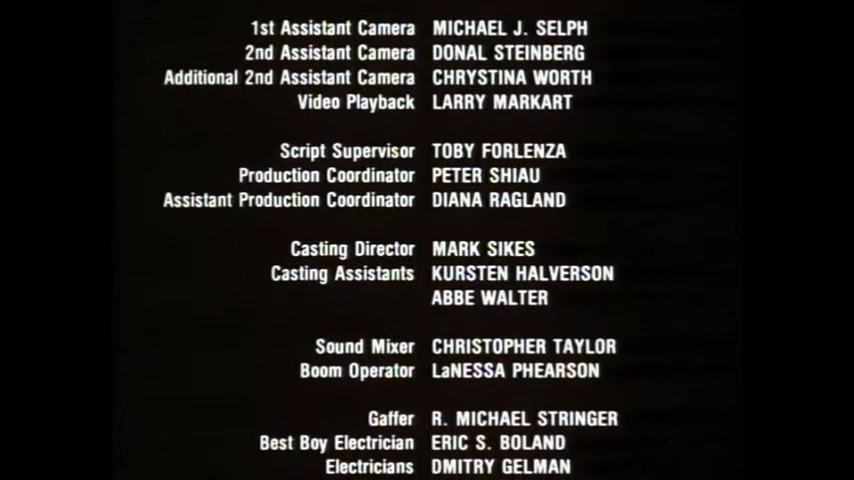 1st Assistant Camera MICHAEL J. SELPH
2nd Assistant Camera DONAL STEINBERG
Additional 2nd Assistant Camera CHRYSTINA WORTH
Video Playback LARRY MARKART
Script Supervisor TOBY FORLENZA
Production Coordinator PETER SHIAU
Assistant Production Coordinator DIANA RAGLAND
Casting Director MARK SIKES
Casting Assistants KURSTEN HALVERSON
ABBE WALTER
Sound Mixer CHRISTOPHER TAYLOR
Boom Operator LaNESSA PHEARSON
Gaffer R. MICHAEL STRINGER
Best Boy Electrician ERIC S. BOLAND
Electricians DMITRY GELMAN